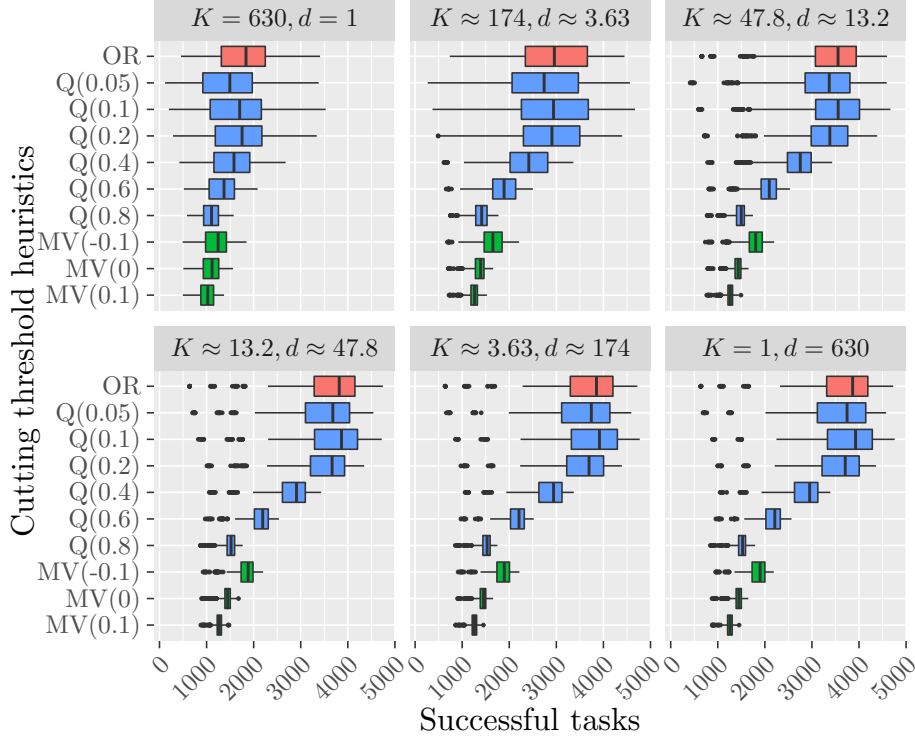 K = 630, d = 1
K ≈ 174, d ≈ 3.63
K ≈ 47.8, d ≈ 13.2
Cutting threshold heuristics
OR
Q(0.05)
Q(0.1)
Q(0.2)
Q(0.4)
Q(0.6)
Q(0.8)
MV(-0.1)
MV(0)
MV(0.1)
K ≈ 13.2, d ≈ 47.8
K ≈ 3.63, d ≈ 174
K = 1, d = 630
OR
Q(0.05)
Q(0.1)
Q(0.2)
Q(0.4)
Q(0.6)
Q(0.8)
MV(-0.1)
MV(0)
MV(0.1)
0 1000 2000 3000 4000 5000
0 1000 2000 3000 4000 5000
0 1000 2000 3000 4000 5000
Successful tasks